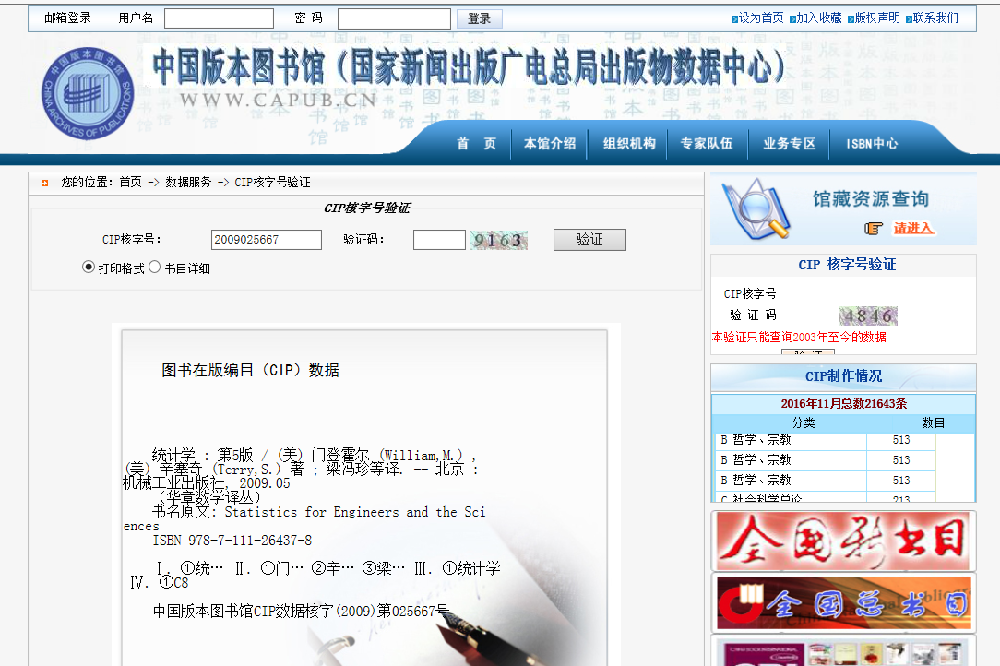 邮箱登录 用户名 密 码 登录 设为首页 加入收藏 版权声明 联系我们
中国版本图书馆（国家新闻出版广电总局出版物数据中心）
WWW.CAPUB.CN
中国版本图书馆
CHINA ARCHIVES OF PUBLICATIONS
首 页 本馆介绍 组织机构 专家队伍 业务专区 ISBN中心
您的位置：首页 -> 数据服务 -> CIP核字号验证
CIP核字号验证
CIP核字号： 2009025667 验证码： 9163 验证
打印格式 书目详细
图书在版编目（CIP）数据
统计学 : 第5版 / (美) 门登霍尔 (William,M.) ,
(美) 辛塞奇 (Terry,S.) 著 ; 梁冯珍等译. -- 北京 :
机械工业出版社, 2009.05
（华章数学译丛）
书名原文: Statistics for Engineers and the Sci
ences
ISBN 978-7-111-26437-8
Ⅰ. ①统… Ⅱ. ①门… ②辛… ③梁… Ⅲ. ①统计学
Ⅳ. ①C8
中国版本图书馆CIP数据核字(2009)第025667号
馆藏资源查询
请进入
CIP 核字号验证
CIP核字号
验 证 码 4846
本验证只能查询2003年至今的数据
验 证
CIP制作情况
2016年11月总数21643条
分类 数目
B 哲学、宗教 513
B 哲学、宗教 513
B 哲学、宗教 513
C 社会科学总论 213
全国新书目
全国总书目